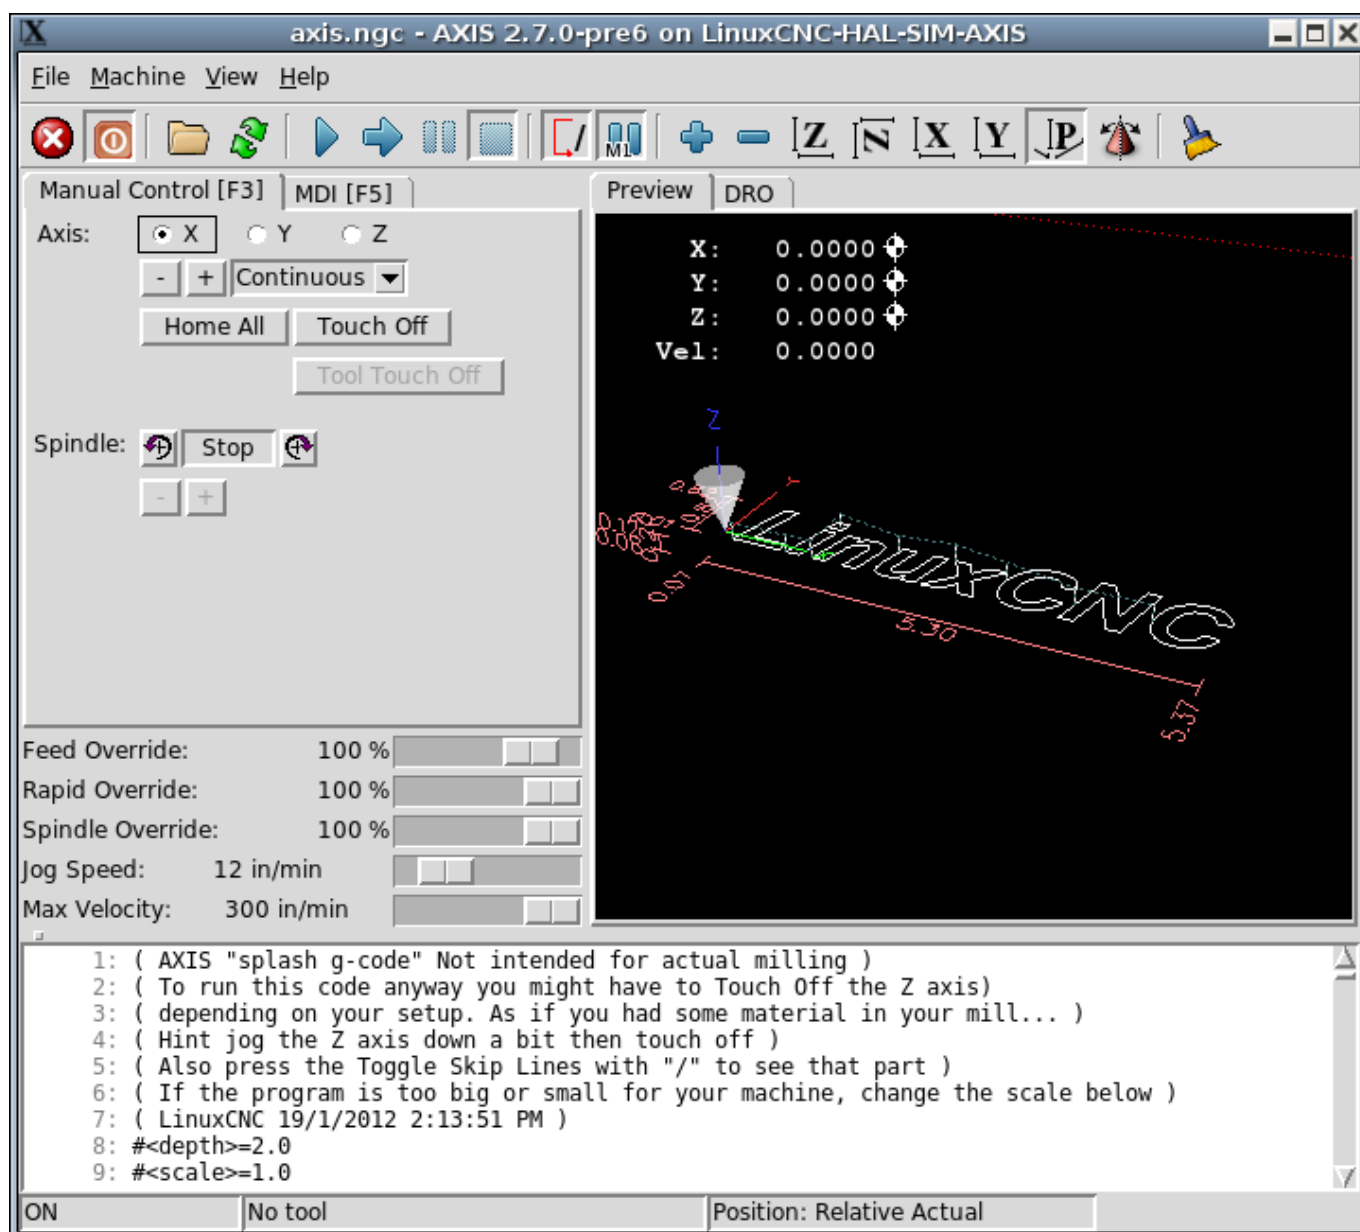 axis.ngc - AXIS 2.7.0-pre6 on LinuxCNC-HAL-SIM-AXIS
File Machine View Help
M1 Z N X Y P
Manual Control [F3] MDI [F5]
Preview DRO
Axis: X Y Z
- + Continuous
Home All Touch Off
Tool Touch Off
Spindle: Stop
- +
X: 0.0000
Y: 0.0000
Z: 0.0000
Vel: 0.0000
Z
Y
LinuxCNC
0.07
5.30
5.37
Feed Override: 100 %
Rapid Override: 100 %
Spindle Override: 100 %
Jog Speed: 12 in/min
Max Velocity: 300 in/min
1: ( AXIS "splash g-code" Not intended for actual milling )
2: ( To run this code anyway you might have to Touch Off the Z axis)
3: ( depending on your setup. As if you had some material in your mill... )
4: ( Hint jog the Z axis down a bit then touch off )
5: ( Also press the Toggle Skip Lines with "/" to see that part )
6: ( If the program is too big or small for your machine, change the scale below )
7: ( LinuxCNC 19/1/2012 2:13:51 PM )
8: #<depth>=2.0
9: #<scale>=1.0
ON No tool Position: Relative Actual